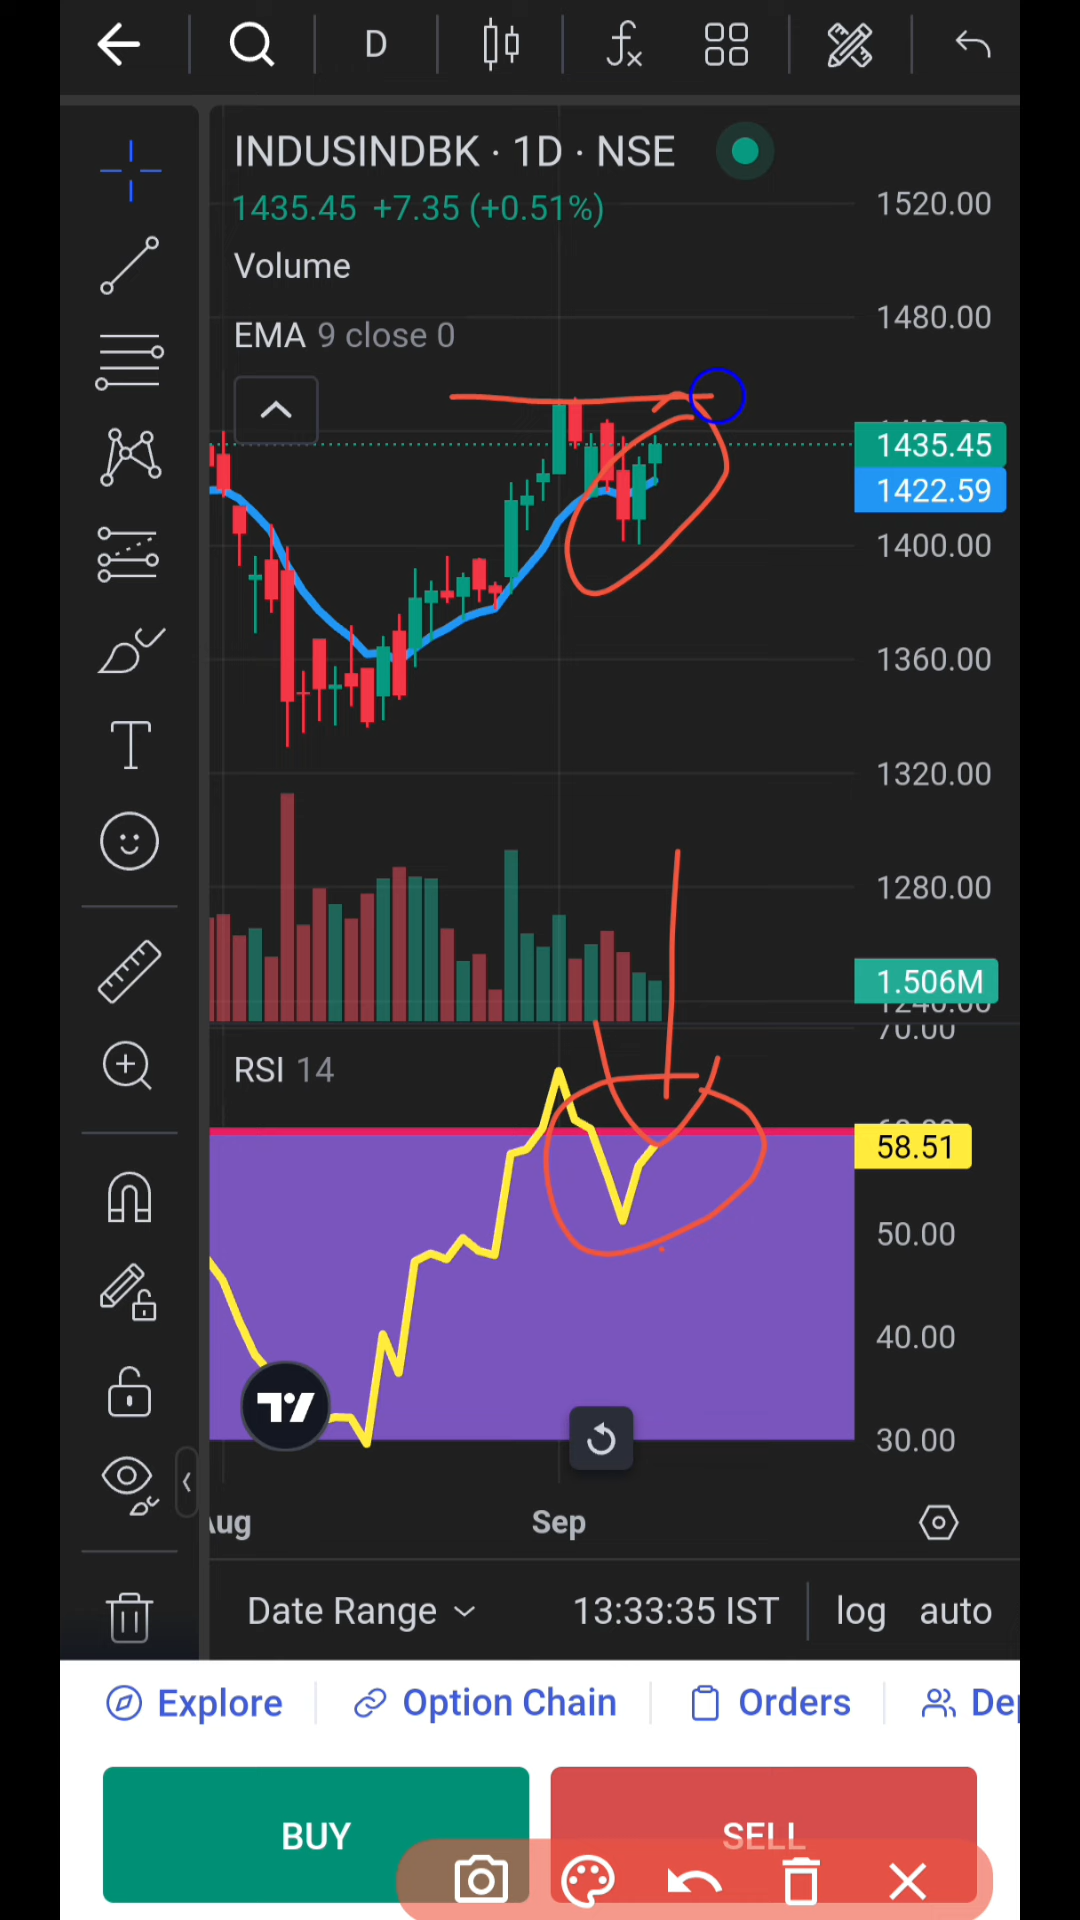 D
INDUSINDBK · 1D · NSE
1435.45 +7.35 (+0.51%)
Volume
EMA 9 close 0
1520.00
1480.00
1435.45
1422.59
1400.00
1360.00
1320.00
1280.00
1.506M
1240.00
70.00
RSI 14
58.51
50.00
40.00
30.00
Aug
Sep
Date Range
13:33:35 IST
log
auto
Explore
Option Chain
Orders
BUY
SELL